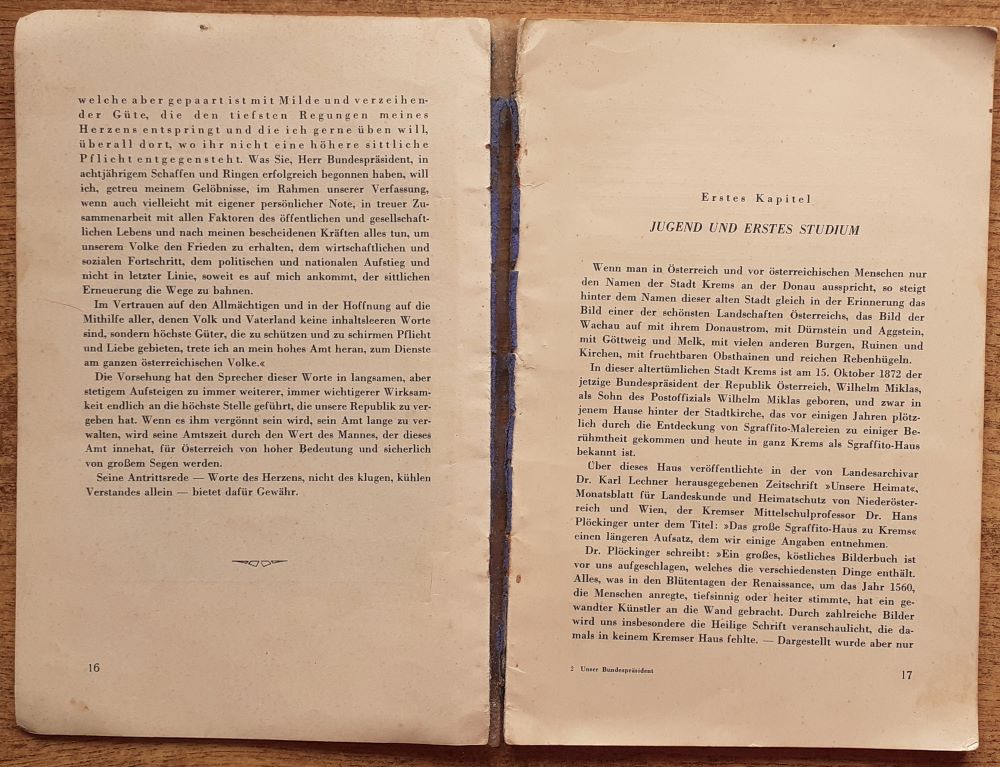 welche aber gepaart ist mit Milde und verzeihen-
der Güte, die den tiefsten Regungen meines
Herzens entspringt und die ich gerne üben will,
überall dort, wo ihr nicht eine höhere sittliche
Pflicht entgegensteht. Was Sie, Herr Bundespräsident, in
achtjährigem Schaffen und Ringen erfolgreich begonnen haben, will
ich, getreu meinem Gelöbnisse, im Rahmen unserer Verfassung,
wenn auch vielleicht mit eigener persönlicher Note, in treuer Zu-
sammenarbeit mit allen Faktoren des öffentlichen und gesellschaft-
lichen Lebens und nach meinen bescheidenen Kräften alles tun, um
unserem Volke den Frieden zu erhalten, dem wirtschaftlichen und
sozialen Fortschritt, dem politischen und nationalen Aufstieg und
nicht in letzter Linie, soweit es auf mich ankommt, der sittlichen
Erneuerung die Wege zu bahnen.
Im Vertrauen auf den Allmächtigen und in der Hoffnung auf die
Mithilfe aller, denen Volk und Vaterland keine inhaltsleeren Worte
sind, sondern höchste Güter, die zu schützen und zu schirmen Pflicht
und Liebe gebieten, trete ich an mein hohes Amt heran, zum Dienste
am ganzen österreichischen Volke.«
Die Vorsehung hat den Sprecher dieser Worte in langsamen, aber
stetigem Aufsteigen zu immer weiterer, immer wichtigerer Wirksam-
keit endlich an die höchste Stelle geführt, die unsere Republik zu ver-
geben hat. Wenn es ihm vergönnt sein wird, sein Amt lange zu ver-
walten, wird seine Amtszeit durch den Wert des Mannes, der dieses
Amt innehat, für Österreich von hoher Bedeutung und sicherlich
von großem Segen werden.
Seine Antrittsrede — Worte des Herzens, nicht des klugen, kühlen
Verstandes allein — bietet dafür Gewähr.
16
Erstes Kapitel
JUGEND UND ERSTES STUDIUM
Wenn man in Österreich und vor österreichischen Menschen nur
den Namen der Stadt Krems an der Donau ausspricht, so steigt
hinter dem Namen dieser alten Stadt gleich in der Erinnerung das
Bild einer der schönsten Landschaften Österreichs, das Bild der
Wachau auf mit ihrem Donaustrom, mit Dürnstein und Aggstein,
mit Göttweig und Melk, mit vielen anderen Burgen, Ruinen und
Kirchen, mit fruchtbaren Obsthainen und reichen Rebenhügeln.
In dieser altertümlichen Stadt Krems ist am 15. Oktober 1872 der
jetzige Bundespräsident der Republik Österreich, Wilhelm Miklas,
als Sohn des Postoffizials Wilhelm Miklas geboren, und zwar in
jenem Hause hinter der Stadtkirche, das vor einigen Jahren plötz-
lich durch die Entdeckung von Sgraffito-Malereien zu einiger Be-
rühmtheit gekommen und heute in ganz Krems als Sgraffito-Haus
bekannt ist.
Über dieses Haus veröffentlichte in der von Landesarchivar
Dr. Karl Lechner herausgegebenen Zeitschrift »Unsere Heimat«,
Monatsblatt für Landeskunde und Heimatschutz von Niederöster-
reich und Wien, der Kremser Mittelschulprofessor Dr. Hans
Plöckinger unter dem Titel: »Das große Sgraffito-Haus zu Krems«
einen längeren Aufsatz, dem wir einige Angaben entnehmen.
Dr. Plöckinger schreibt: »Ein großes, köstliches Bilderbuch ist
vor uns aufgeschlagen, welches die verschiedensten Dinge enthält.
Alles, was in den Blütentagen der Renaissance, um das Jahr 1560,
die Menschen anregte, tiefsinnig oder heiter stimmte, hat ein ge-
wandter Künstler an die Wand gebracht. Durch zahlreiche Bilder
wird uns insbesondere die Heilige Schrift veranschaulicht, die da-
mals in keinem Kremser Haus fehlte. — Dargestellt wurde aber nur
2 Unser Bundespräsident
17